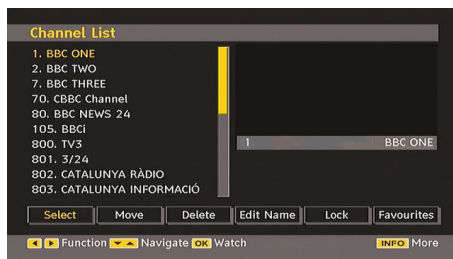 Channel List
1. BBC ONE
2. BBC TWO
7. BBC THREE
70. CBBC Channel
80. BBC NEWS 24
105. BBCi
800. TV3
801. 3/24
802. CATALUNYA RÀDIO
803. CATALUNYA INFORMACIÓ
1 BBC ONE
Select Move Delete Edit Name Lock Favourites
Function Navigate OK Watch INFO More